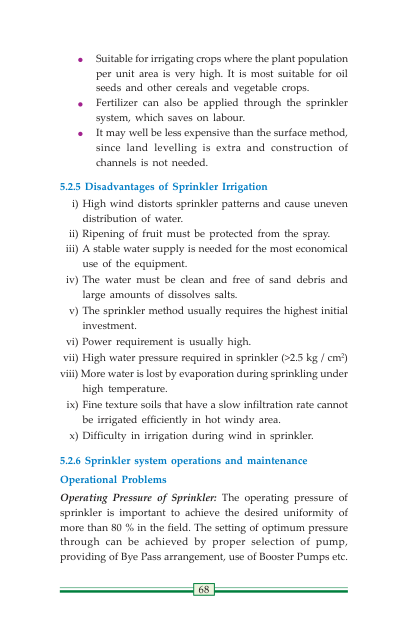 • Suitable for irrigating crops where the plant population
per unit area is very high. It is most suitable for oil
seeds and other cereals and vegetable crops.
• Fertilizer can also be applied through the sprinkler
system, which saves on labour.
• It may well be less expensive than the surface method,
since land levelling is extra and construction of
channels is not needed.
5.2.5 Disadvantages of Sprinkler Irrigation
i) High wind distorts sprinkler patterns and cause uneven
distribution of water.
ii) Ripening of fruit must be protected from the spray.
iii) A stable water supply is needed for the most economical
use of the equipment.
iv) The water must be clean and free of sand debris and
large amounts of dissolves salts.
v) The sprinkler method usually requires the highest initial
investment.
vi) Power requirement is usually high.
vii) High water pressure required in sprinkler (>2.5 kg / cm²)
viii) More water is lost by evaporation during sprinkling under
high temperature.
ix) Fine texture soils that have a slow infiltration rate cannot
be irrigated efficiently in hot windy area.
x) Difficulty in irrigation during wind in sprinkler.
5.2.6 Sprinkler system operations and maintenance
Operational Problems
Operating Pressure of Sprinkler: The operating pressure of
sprinkler is important to achieve the desired uniformity of
more than 80 % in the field. The setting of optimum pressure
through can be achieved by proper selection of pump,
providing of Bye Pass arrangement, use of Booster Pumps etc.
68